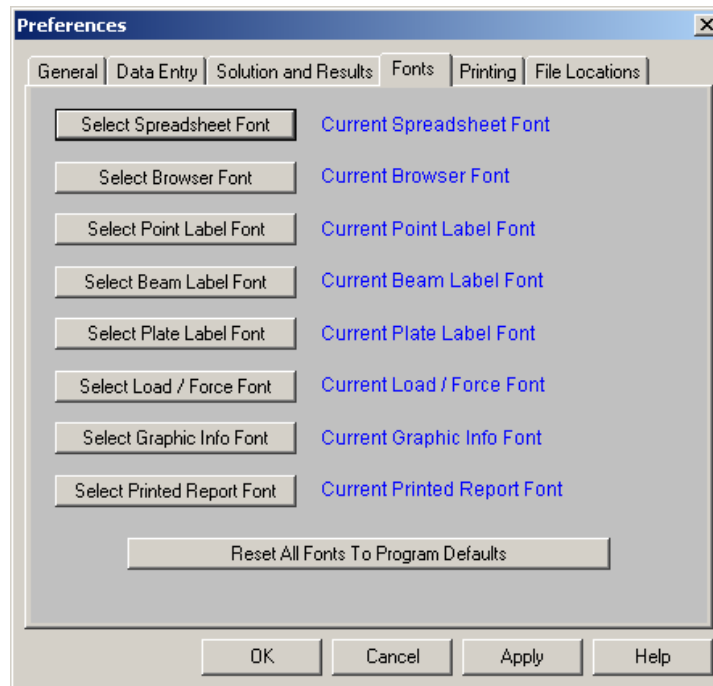 Preferences
General Data Entry Solution and Results Fonts Printing File Locations
Select Spreadsheet Font Current Spreadsheet Font
Select Browser Font Current Browser Font
Select Point Label Font Current Point Label Font
Select Beam Label Font Current Beam Label Font
Select Plate Label Font Current Plate Label Font
Select Load / Force Font Current Load / Force Font
Select Graphic Info Font Current Graphic Info Font
Select Printed Report Font Current Printed Report Font
Reset All Fonts To Program Defaults
OK Cancel Apply Help